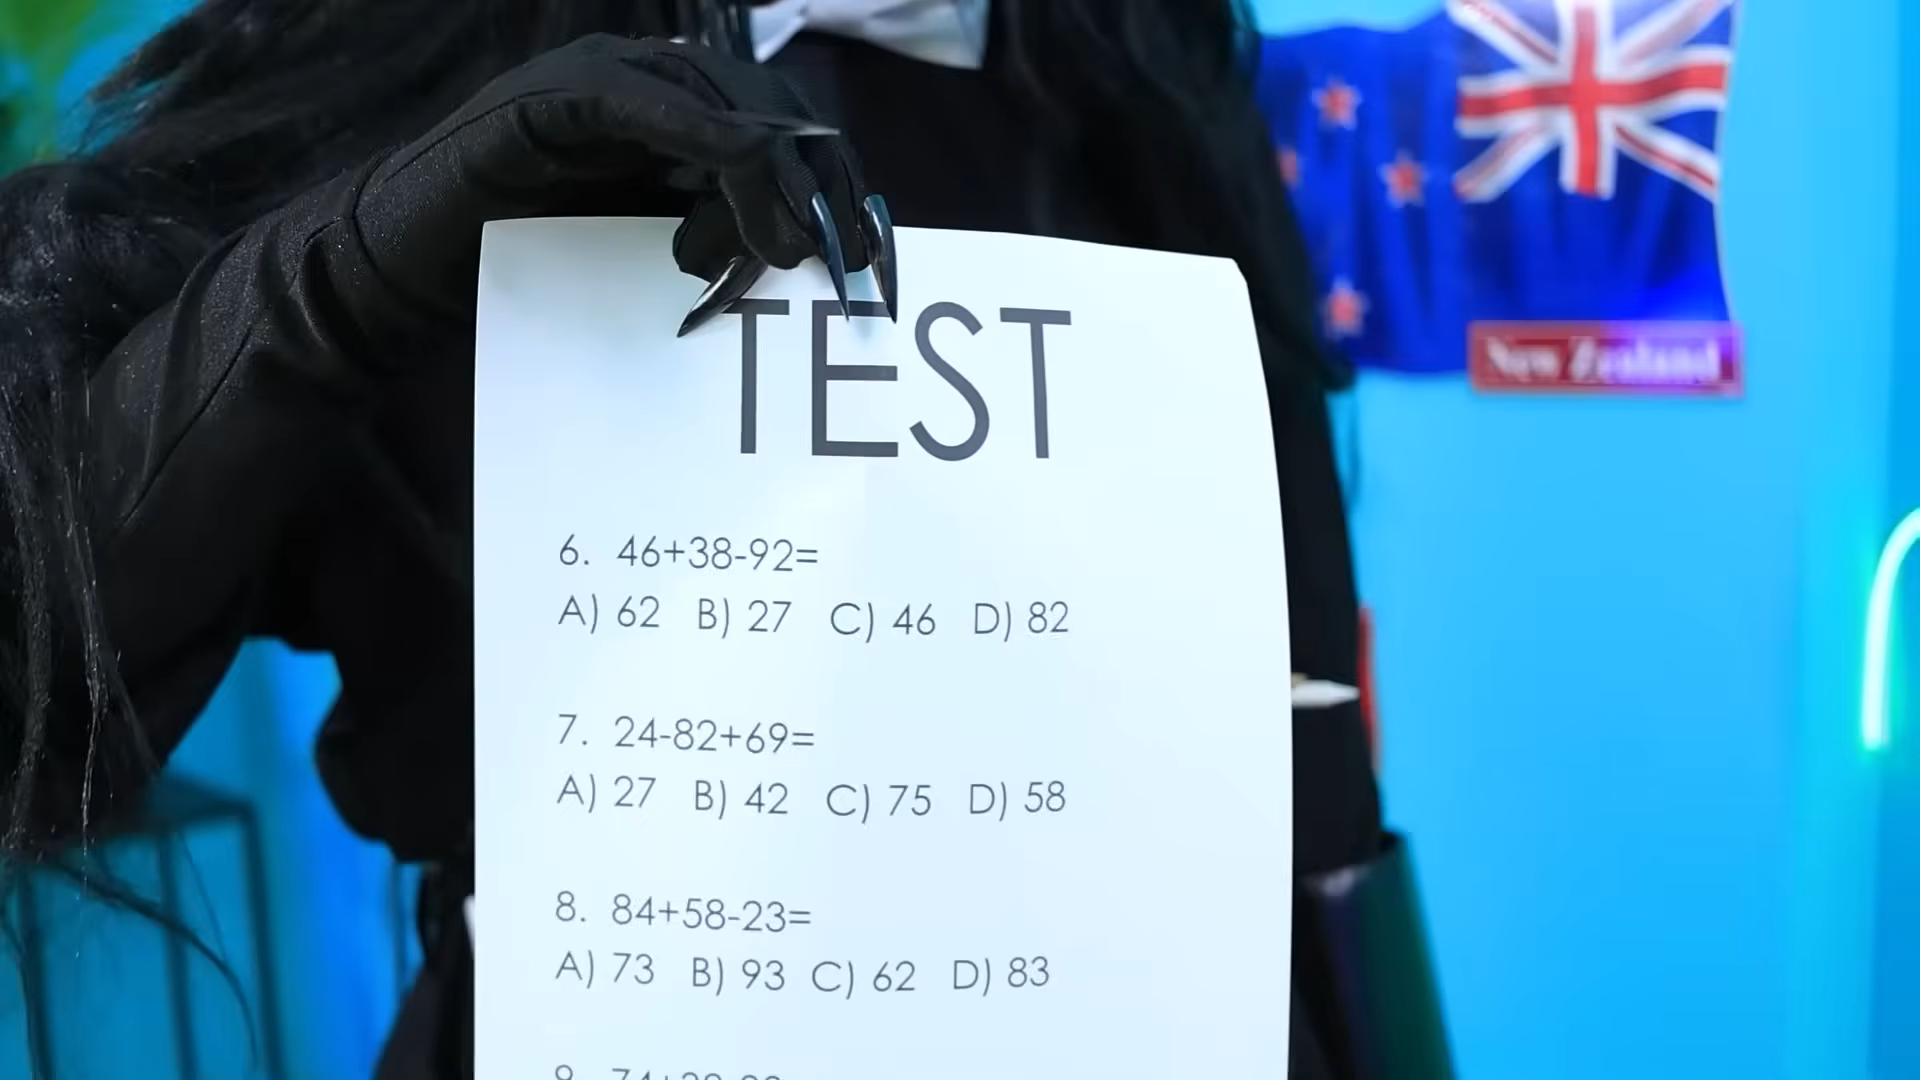 New Zealand
TEST
6. 46+38-92=
A) 62 B) 27 C) 46 D) 82
7. 24-82+69=
A) 27 B) 42 C) 75 D) 58
8. 84+58-23=
A) 73 B) 93 C) 62 D) 83